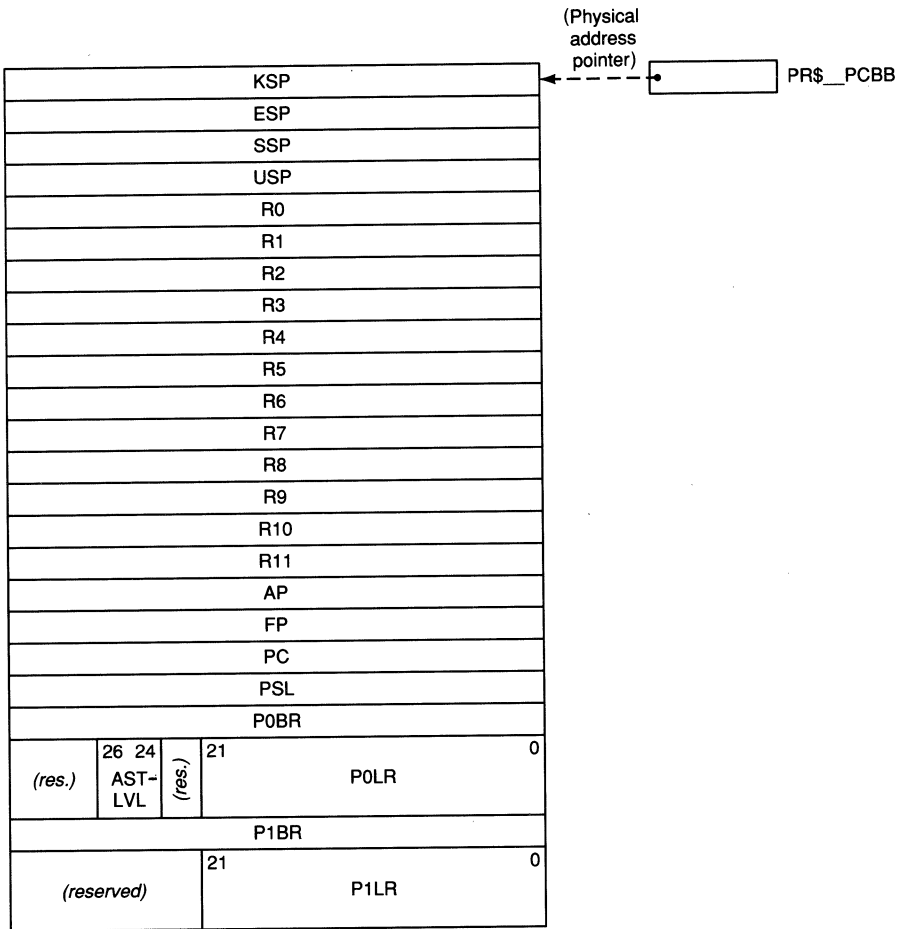 (Physical
address
pointer)
PR$__PCBB
KSP
ESP
SSP
USP
R0
R1
R2
R3
R4
R5
R6
R7
R8
R9
R10
R11
AP
FP
PC
PSL
P0BR
26 24
21 0
(res.)
AST-
LVL
(res.)
P0LR
P1BR
21 0
(reserved)
P1LR